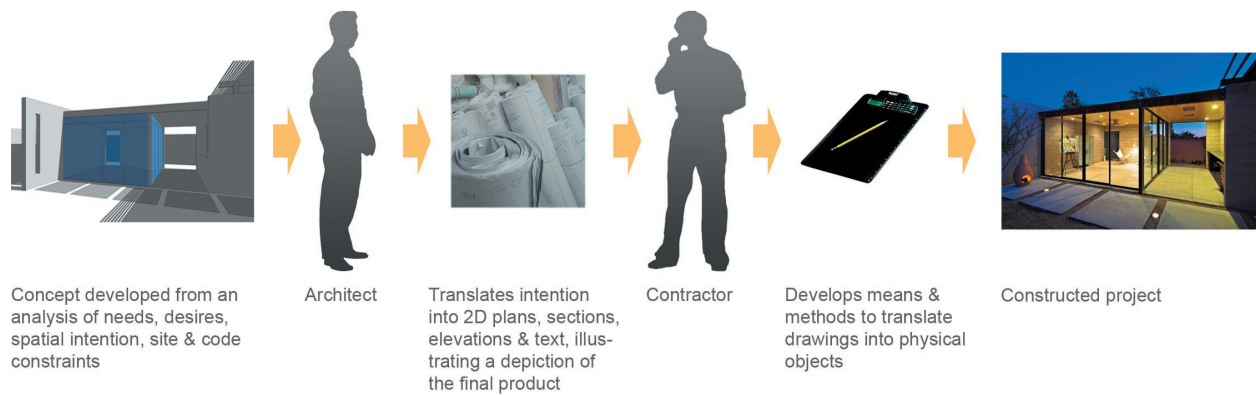 Concept developed from an
analysis of needs, desires,
spatial intention, site & code
constraints
Architect
Translates intention
into 2D plans, sections,
elevations & text, illus-
trating a depiction of
the final product
Contractor
Develops means &
methods to translate
drawings into physical
objects
Constructed project